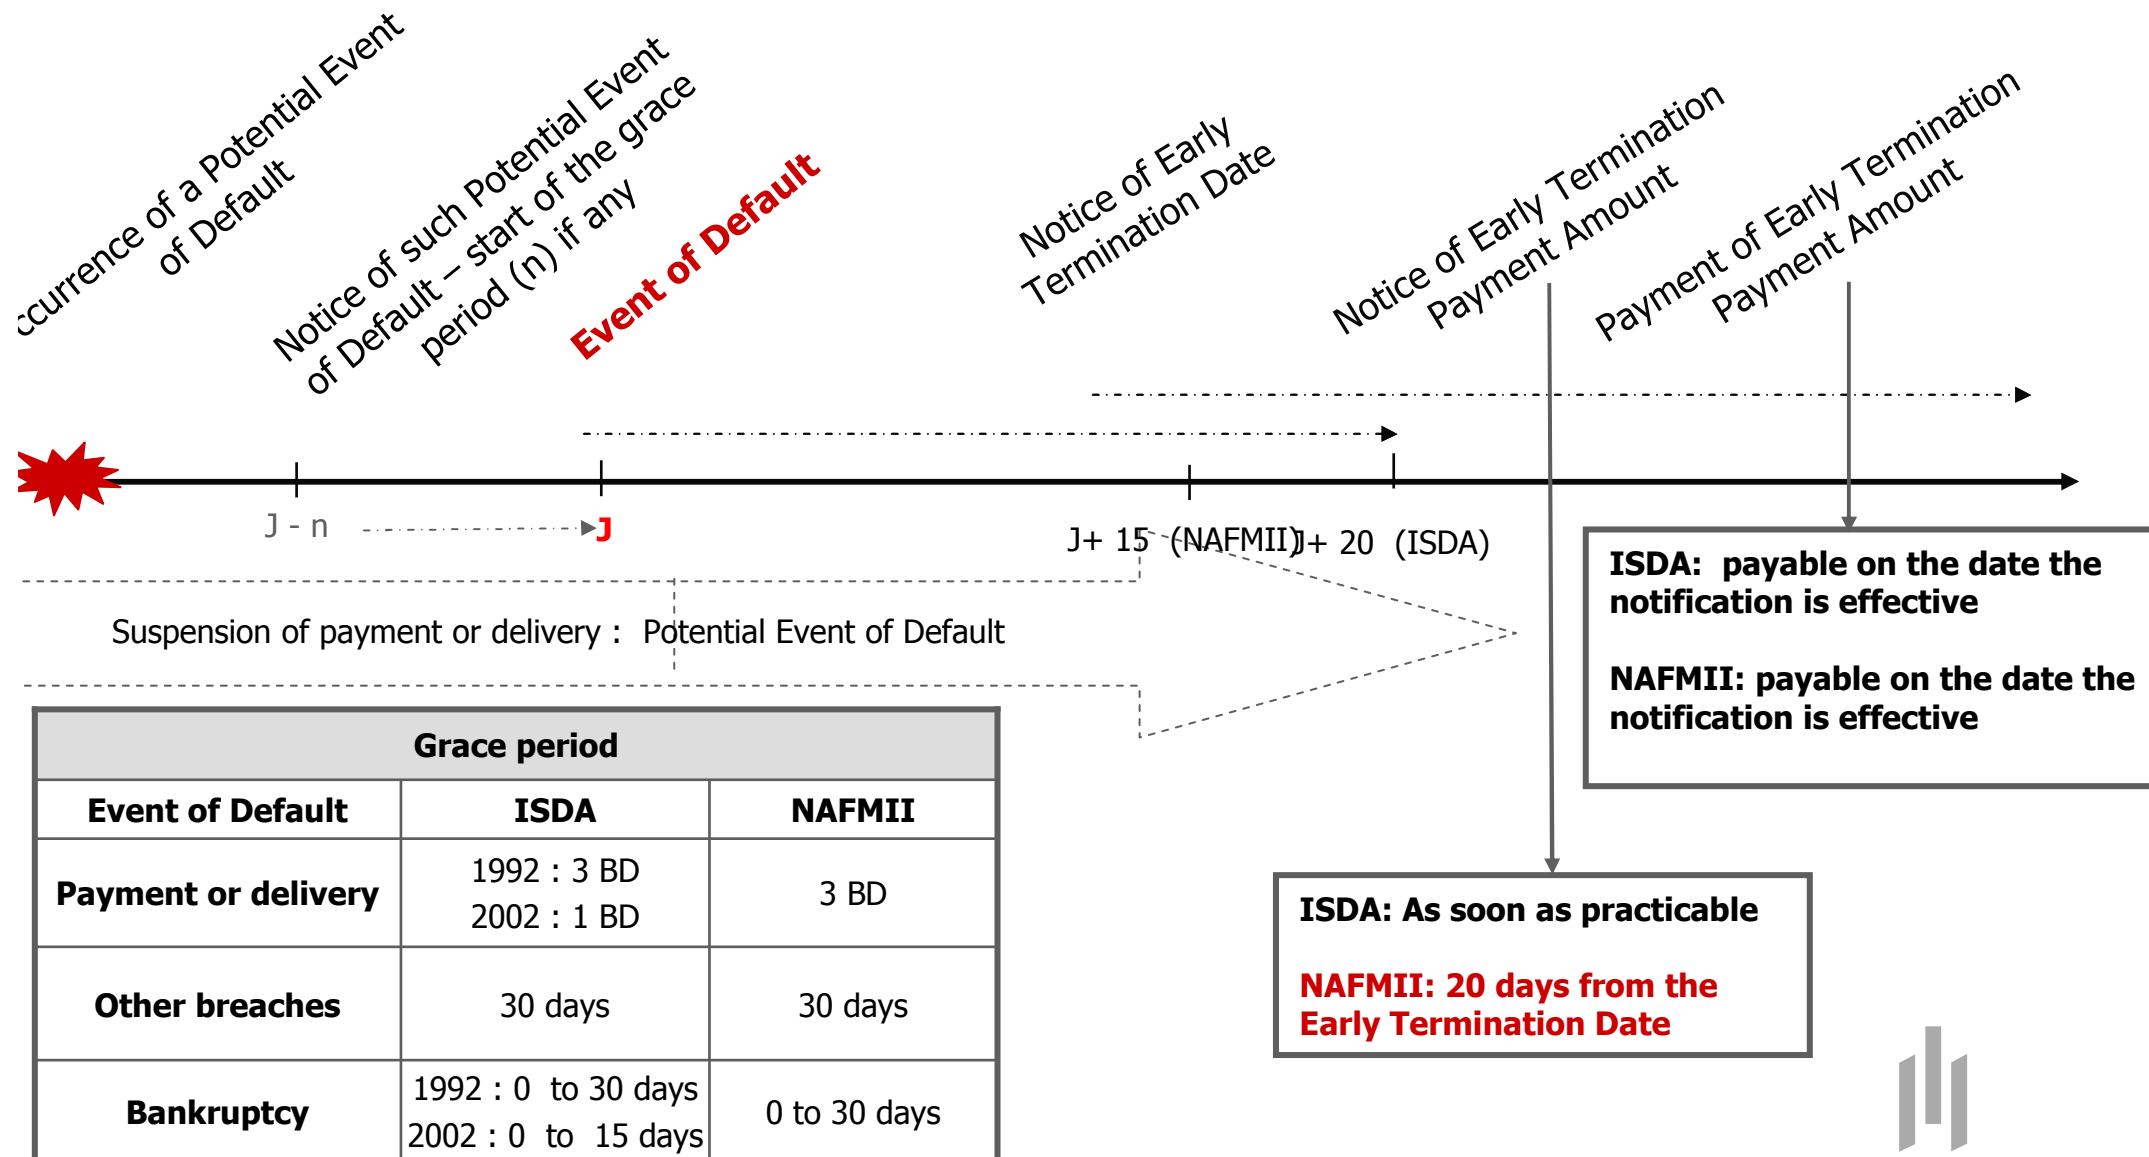 ccurrence of a Potential Event
of Default
Notice of such Potential Event
of Default – start of the grace
period (n) if any
Event of Default
Notice of Early
Termination Date
Notice of Early Termination
Payment Amount
Payment of Early Termination
Payment Amount
J - n
J
J+ 15 (NAFMII)
J+ 20 (ISDA)
Suspension of payment or delivery : Potential Event of Default
ISDA: payable on the date the
notification is effective
NAFMII: payable on the date the
notification is effective
Grace period
Event of Default ISDA NAFMII
Payment or delivery
1992 : 3 BD
2002 : 1 BD
3 BD
Other breaches 30 days 30 days
Bankruptcy
1992 : 0 to 30 days
2002 : 0 to 15 days
0 to 30 days
ISDA: As soon as practicable
NAFMII: 20 days from the
Early Termination Date